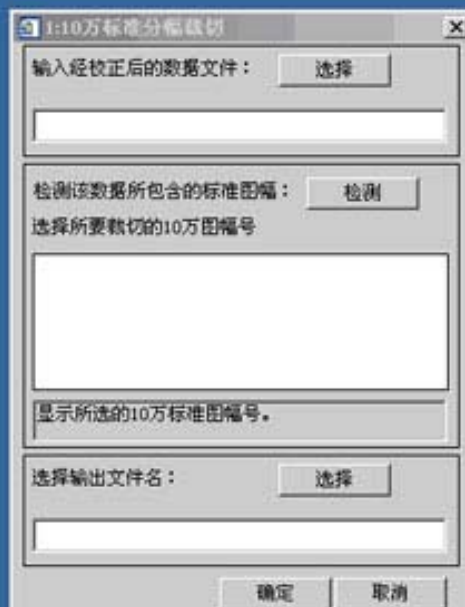 1:10万标准分幅裁切
输入经校正后的数据文件： 选择
检测该数据所包含的标准图幅： 检测
选择所要裁切的10万图幅号
显示所选的10万标准图幅号。
选择输出文件名： 选择
确定 取消